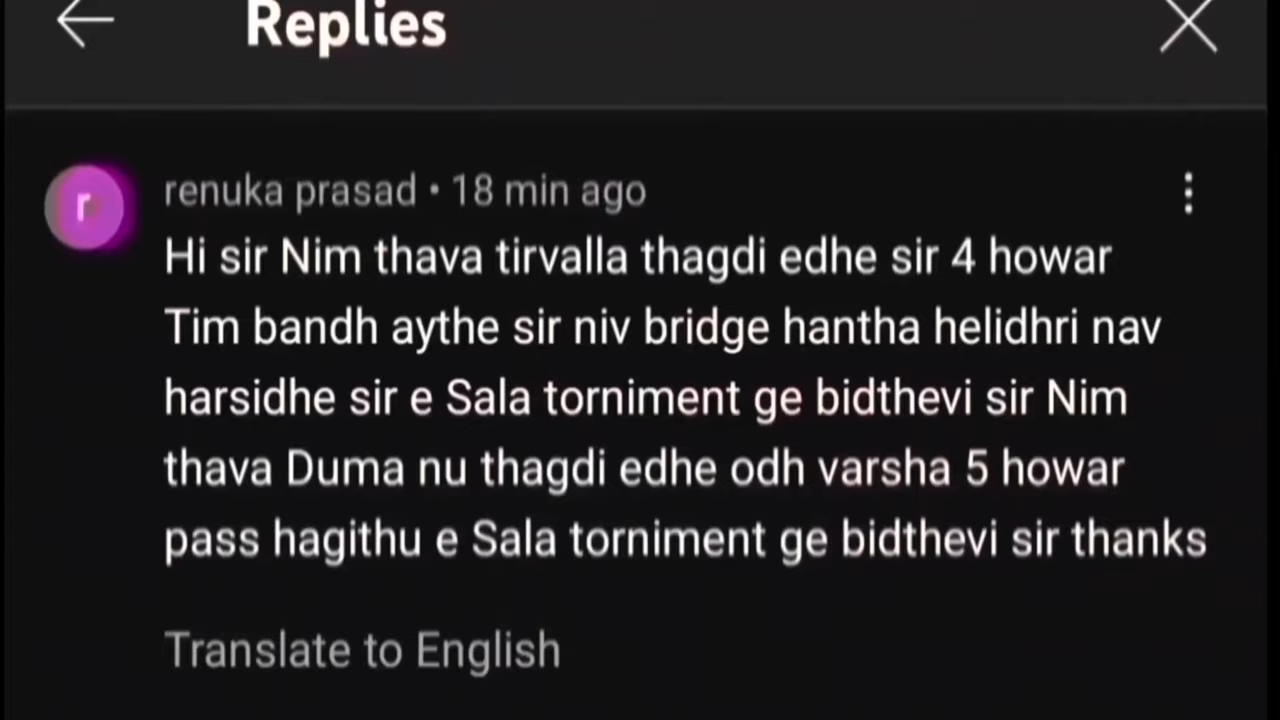 Replies
r
renuka prasad • 18 min ago
Hi sir Nim thava tirvalla thagdi edhe sir 4 howar
Tim bandh aythe sir niv bridge hantha helidhri nav
harsidhe sir e Sala torniment ge bidthevi sir Nim
thava Duma nu thagdi edhe odh varsha 5 howar
pass hagithu e Sala torniment ge bidthevi sir thanks
Translate to English